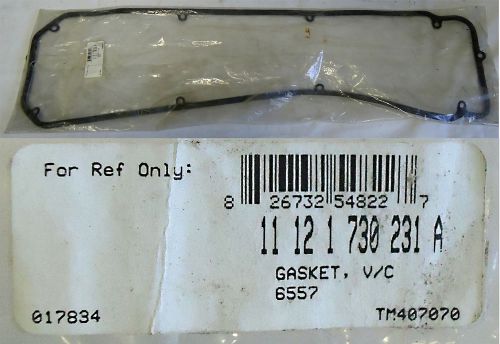 For Ref Only:
8 26732 54822 7
11 12 1 730 231 A
GASKET, V/C
6557
017834
TM407070